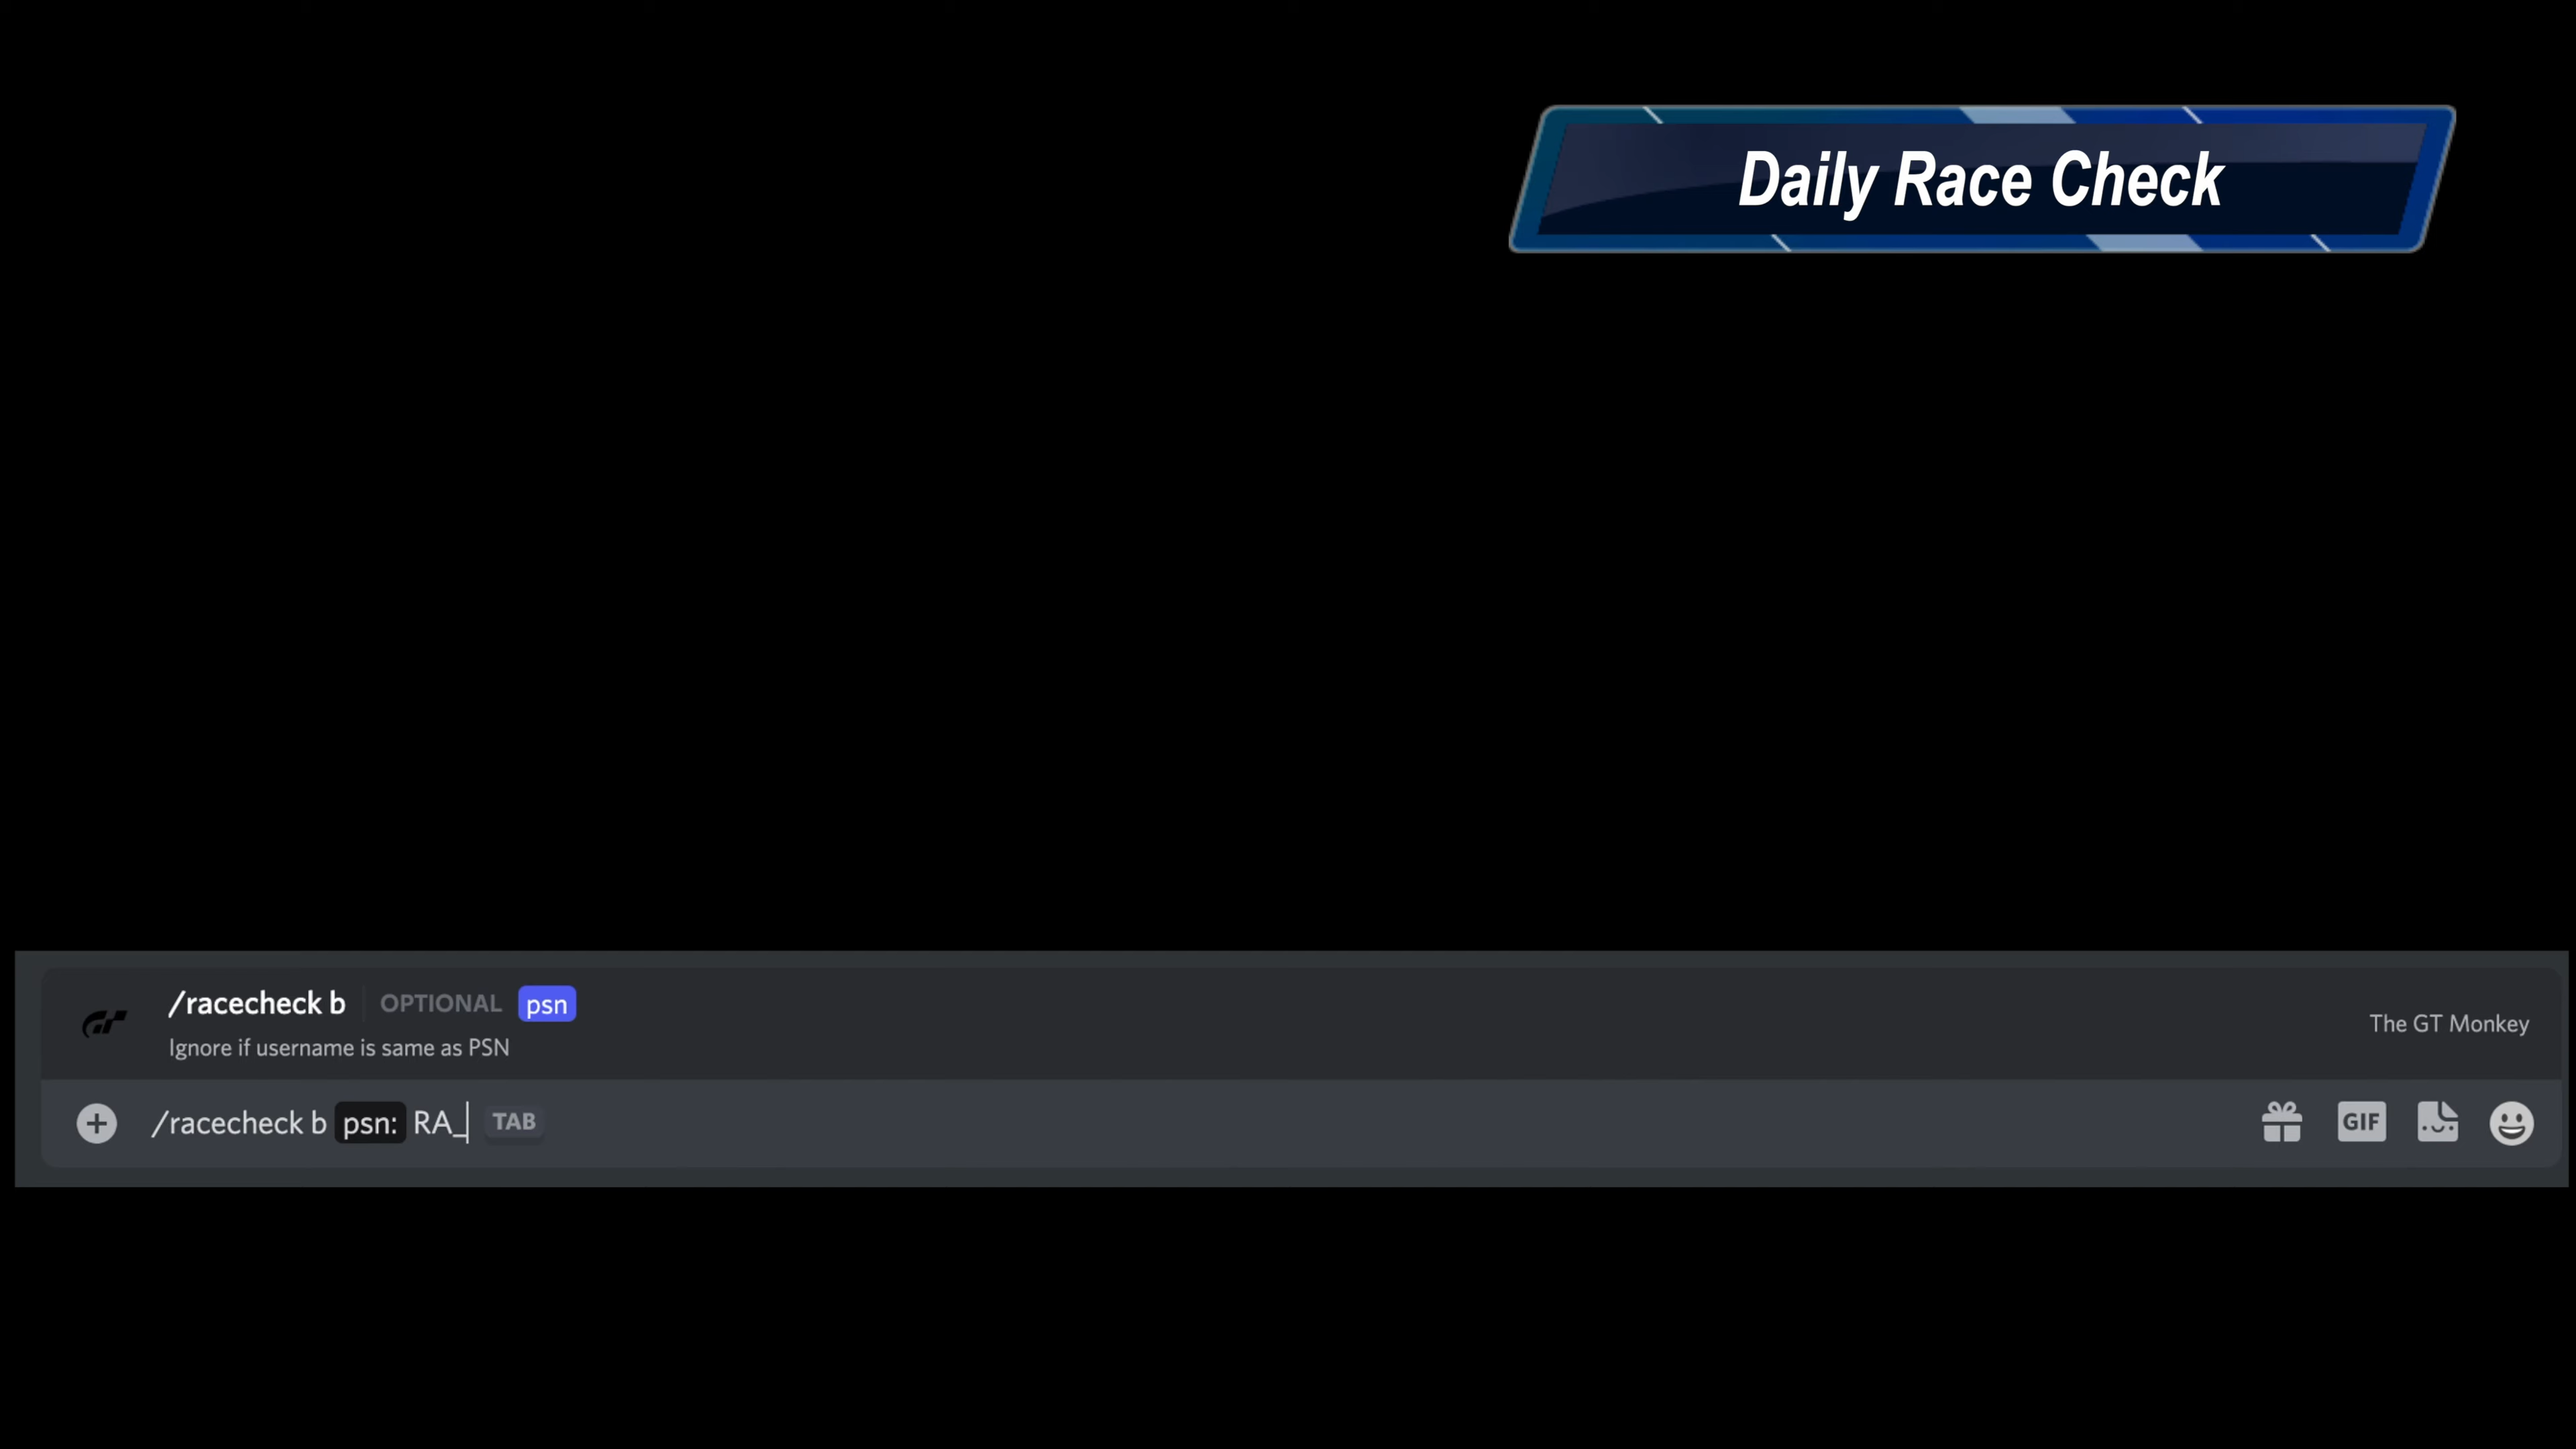 Daily Race Check
/racecheck b OPTIONAL psn
Ignore if username is same as PSN
The GT Monkey
/racecheck b psn: RA_ TAB
GIF